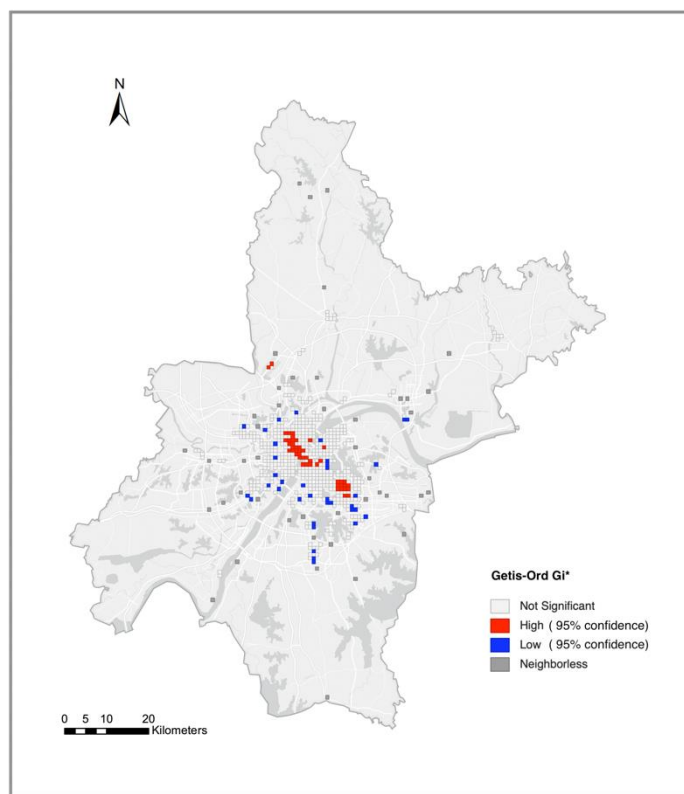 N
Getis-Ord Gi*
Not Significant
High ( 95% confidence)
Low ( 95% confidence)
Neighborless
0 5 10 20
Kilometers